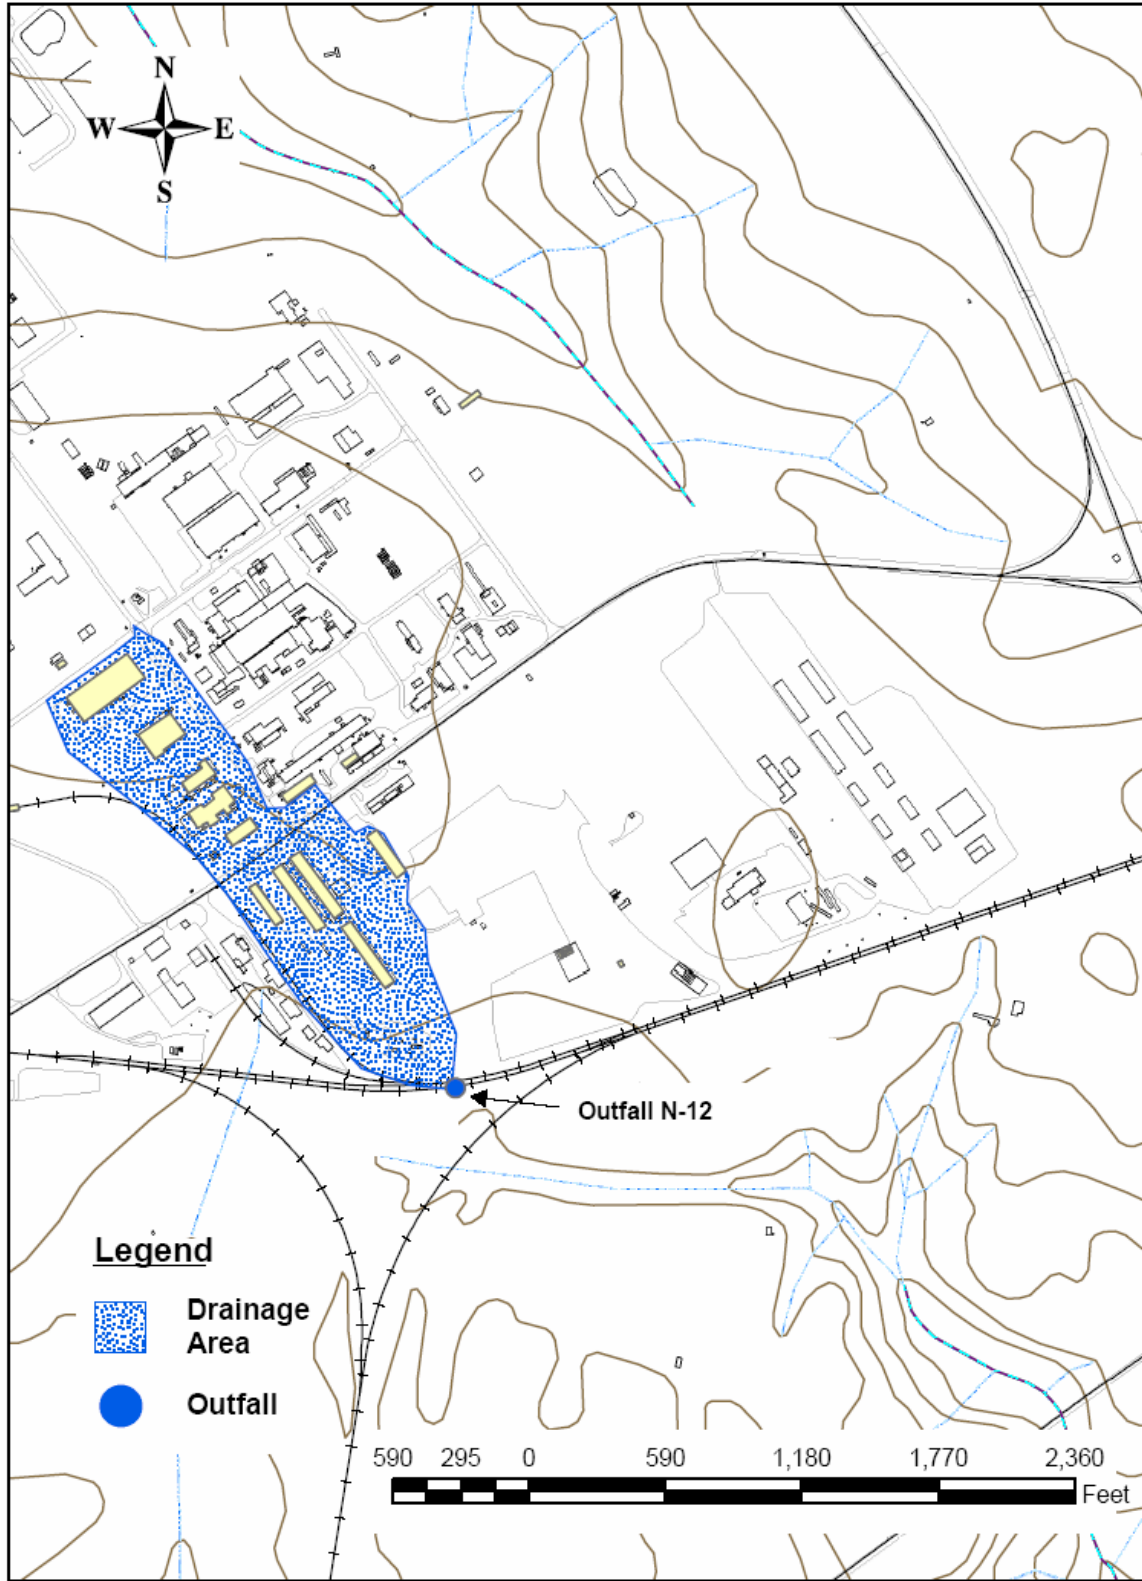 N
W E
S
Outfall N-12
Legend
Drainage
Area
Outfall
590 295 0 590 1,180 1,770 2,360
Feet